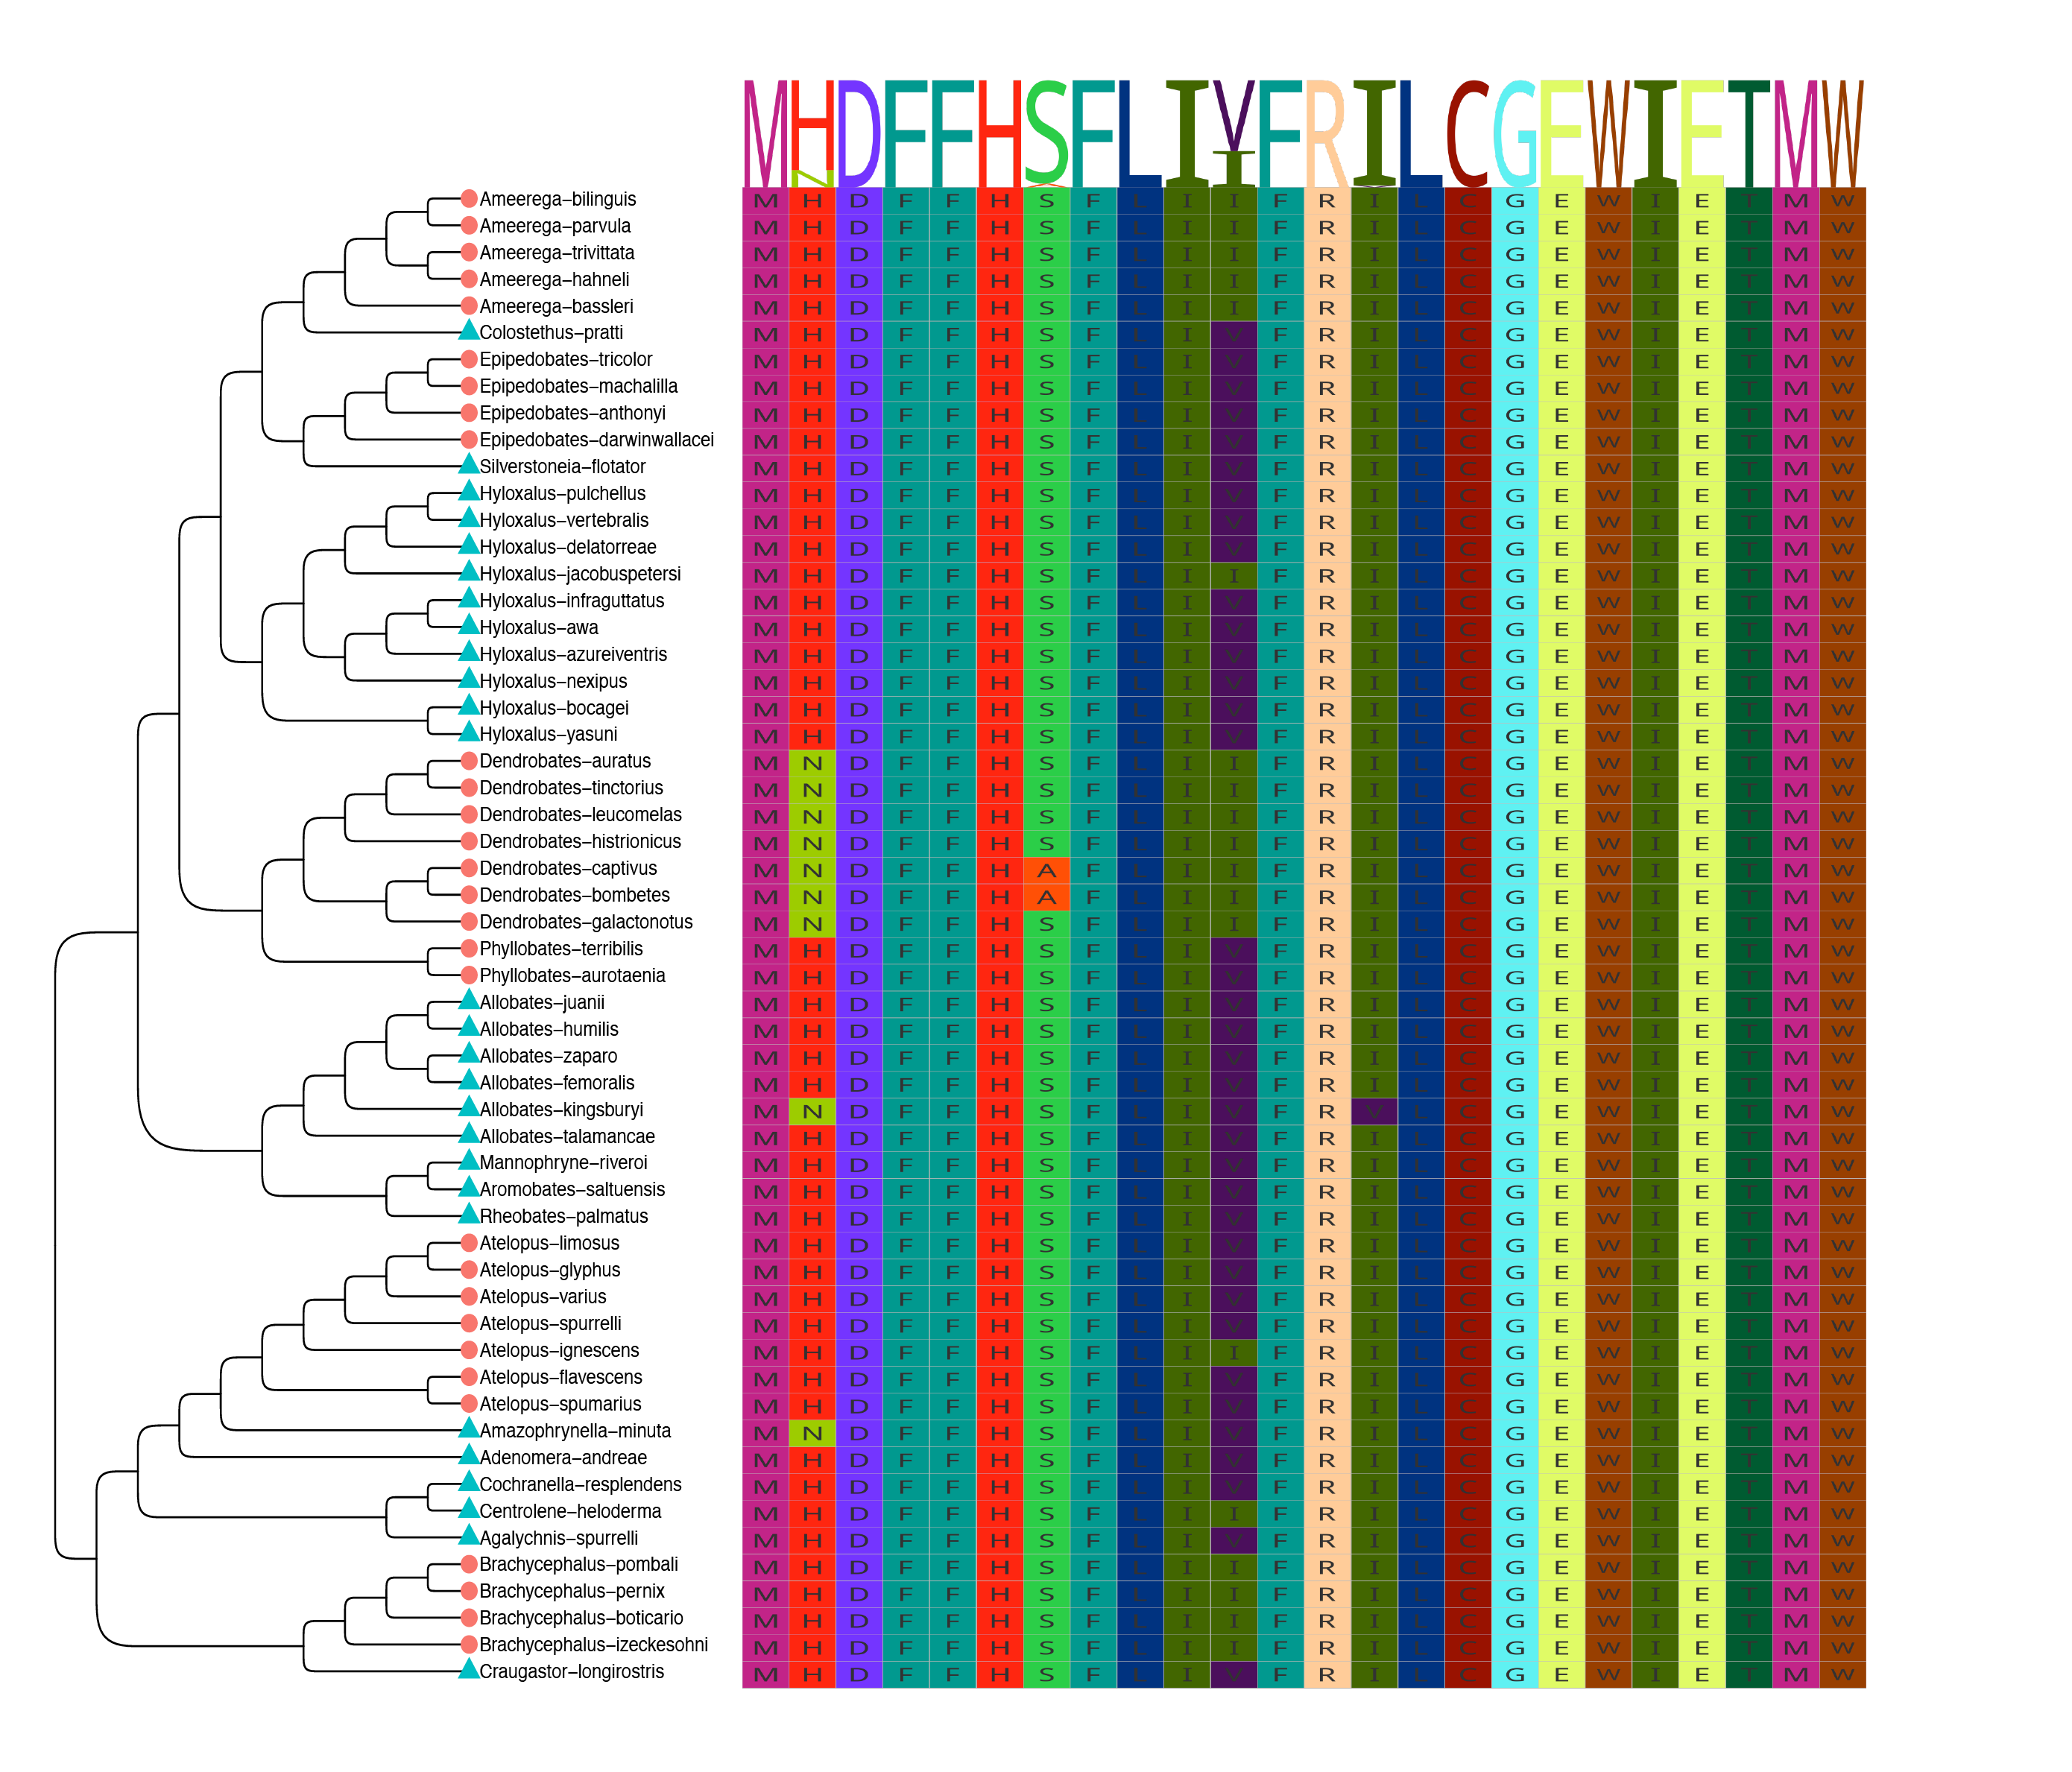 M H D F F H S F L I V F R I L C G E W I E T M W
N I
Ameerega–bilinguis M H D F F H S F L I I F R I L C G E W I E T M W
Ameerega–parvula M H D F F H S F L I I F R I L C G E W I E T M W
Ameerega–trivittata M H D F F H S F L I I F R I L C G E W I E T M W
Ameerega–hahneli M H D F F H S F L I I F R I L C G E W I E T M W
Ameerega–bassleri M H D F F H S F L I I F R I L C G E W I E T M W
Colostethus–pratti M H D F F H S F L I V F R I L C G E W I E T M W
Epipedobates–tricolor M H D F F H S F L I V F R I L C G E W I E T M W
Epipedobates–machalilla M H D F F H S F L I V F R I L C G E W I E T M W
Epipedobates–anthonyi M H D F F H S F L I V F R I L C G E W I E T M W
Epipedobates–darwinwallacei M H D F F H S F L I V F R I L C G E W I E T M W
Silverstoneia–flotator M H D F F H S F L I V F R I L C G E W I E T M W
Hyloxalus–pulchellus M H D F F H S F L I V F R I L C G E W I E T M W
Hyloxalus–vertebralis M H D F F H S F L I V F R I L C G E W I E T M W
Hyloxalus–delatorreae M H D F F H S F L I V F R I L C G E W I E T M W
Hyloxalus–jacobuspetersi M H D F F H S F L I I F R I L C G E W I E T M W
Hyloxalus–infraguttatus M H D F F H S F L I V F R I L C G E W I E T M W
Hyloxalus–awa M H D F F H S F L I V F R I L C G E W I E T M W
Hyloxalus–azureiventris M H D F F H S F L I V F R I L C G E W I E T M W
Hyloxalus–nexipus M H D F F H S F L I V F R I L C G E W I E T M W
Hyloxalus–bocagei M H D F F H S F L I V F R I L C G E W I E T M W
Hyloxalus–yasuni M H D F F H S F L I V F R I L C G E W I E T M W
Dendrobates–auratus M N D F F H S F L I I F R I L C G E W I E T M W
Dendrobates–tinctorius M N D F F H S F L I I F R I L C G E W I E T M W
Dendrobates–leucomelas M N D F F H S F L I I F R I L C G E W I E T M W
Dendrobates–histrionicus M N D F F H S F L I I F R I L C G E W I E T M W
Dendrobates–captivus M N D F F H A F L I I F R I L C G E W I E T M W
Dendrobates–bombetes M N D F F H A F L I I F R I L C G E W I E T M W
Dendrobates–galactonotus M N D F F H S F L I I F R I L C G E W I E T M W
Phyllobates–terribilis M H D F F H S F L I V F R I L C G E W I E T M W
Phyllobates–aurotaenia M H D F F H S F L I V F R I L C G E W I E T M W
Allobates–juanii M H D F F H S F L I V F R I L C G E W I E T M W
Allobates–humilis M H D F F H S F L I V F R I L C G E W I E T M W
Allobates–zaparo M H D F F H S F L I V F R I L C G E W I E T M W
Allobates–femoralis M H D F F H S F L I V F R I L C G E W I E T M W
Allobates–kingsburyi M N D F F H S F L I V F R V L C G E W I E T M W
Allobates–talamancae M H D F F H S F L I V F R I L C G E W I E T M W
Mannophryne–riveroi M H D F F H S F L I V F R I L C G E W I E T M W
Aromobates–saltuensis M H D F F H S F L I V F R I L C G E W I E T M W
Rheobates–palmatus M H D F F H S F L I V F R I L C G E W I E T M W
Atelopus–limosus M H D F F H S F L I V F R I L C G E W I E T M W
Atelopus–glyphus M H D F F H S F L I V F R I L C G E W I E T M W
Atelopus–varius M H D F F H S F L I V F R I L C G E W I E T M W
Atelopus–spurrelli M H D F F H S F L I V F R I L C G E W I E T M W
Atelopus–ignescens M H D F F H S F L I I F R I L C G E W I E T M W
Atelopus–flavescens M H D F F H S F L I V F R I L C G E W I E T M W
Atelopus–spumarius M H D F F H S F L I V F R I L C G E W I E T M W
Amazophrynella–minuta M N D F F H S F L I V F R I L C G E W I E T M W
Adenomera–andreae M H D F F H S F L I V F R I L C G E W I E T M W
Cochranella–resplendens M H D F F H S F L I V F R I L C G E W I E T M W
Centrolene–heloderma M H D F F H S F L I I F R I L C G E W I E T M W
Agalychnis–spurrelli M H D F F H S F L I V F R I L C G E W I E T M W
Brachycephalus–pombali M H D F F H S F L I I F R I L C G E W I E T M W
Brachycephalus–pernix M H D F F H S F L I I F R I L C G E W I E T M W
Brachycephalus–boticario M H D F F H S F L I I F R I L C G E W I E T M W
Brachycephalus–izeckesohni M H D F F H S F L I I F R I L C G E W I E T M W
Craugastor–longirostris M H D F F H S F L I V F R I L C G E W I E T M W